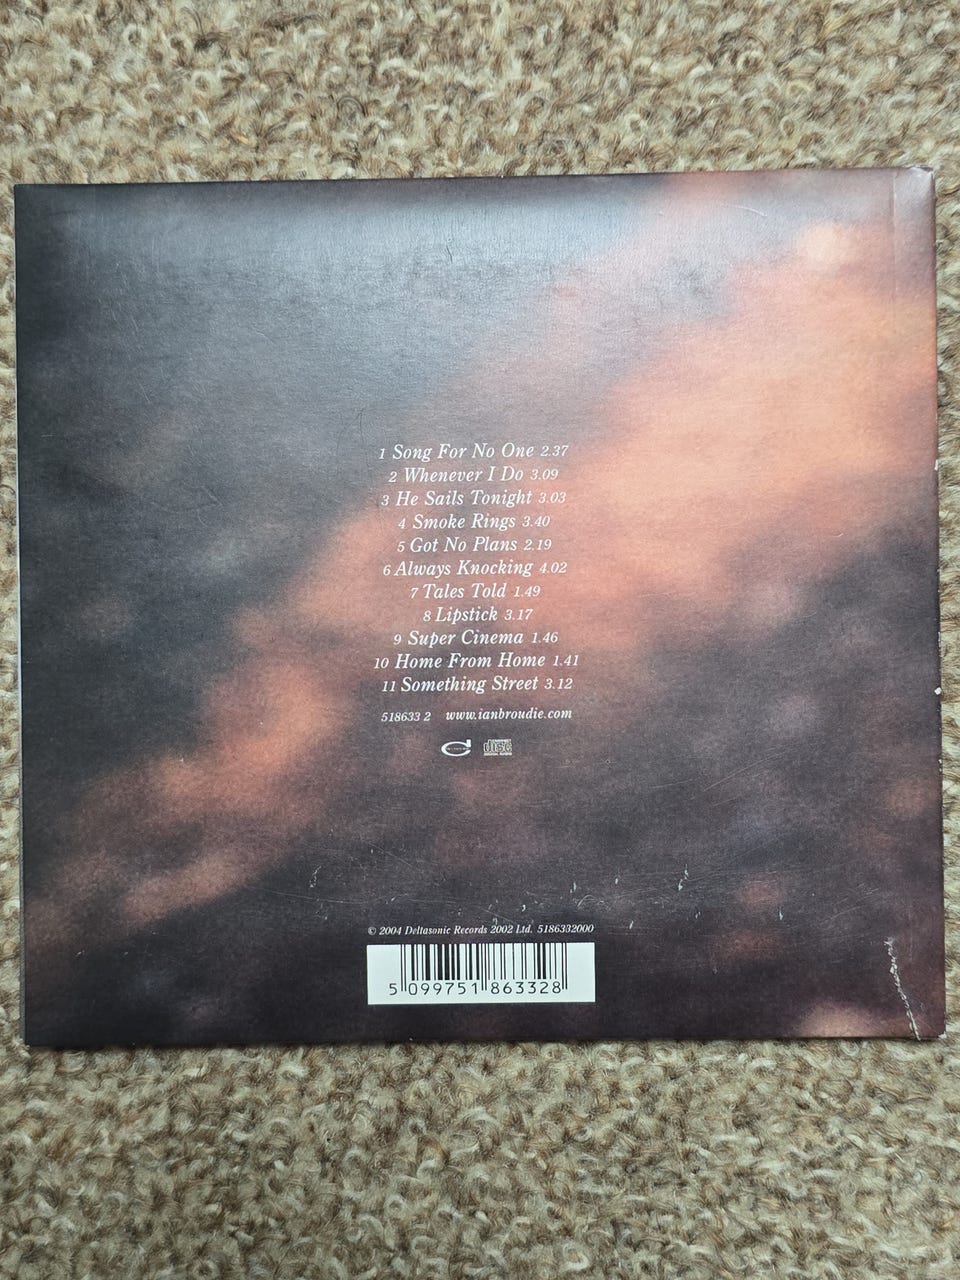 1 Song For No One 2.37
2 Whenever I Do 3.09
3 He Sails Tonight 3.03
4 Smoke Rings 3.40
5 Got No Plans 2.19
6 Always Knocking 4.02
7 Tales Told 1.49
8 Lipstick 3.17
9 Super Cinema 1.46
10 Home From Home 1.41
11 Something Street 3.12
518633 2 www.ianbroudie.com
disc
© 2004 Deltasonic Records 2002 Ltd. 5186332000
5 099751 863328